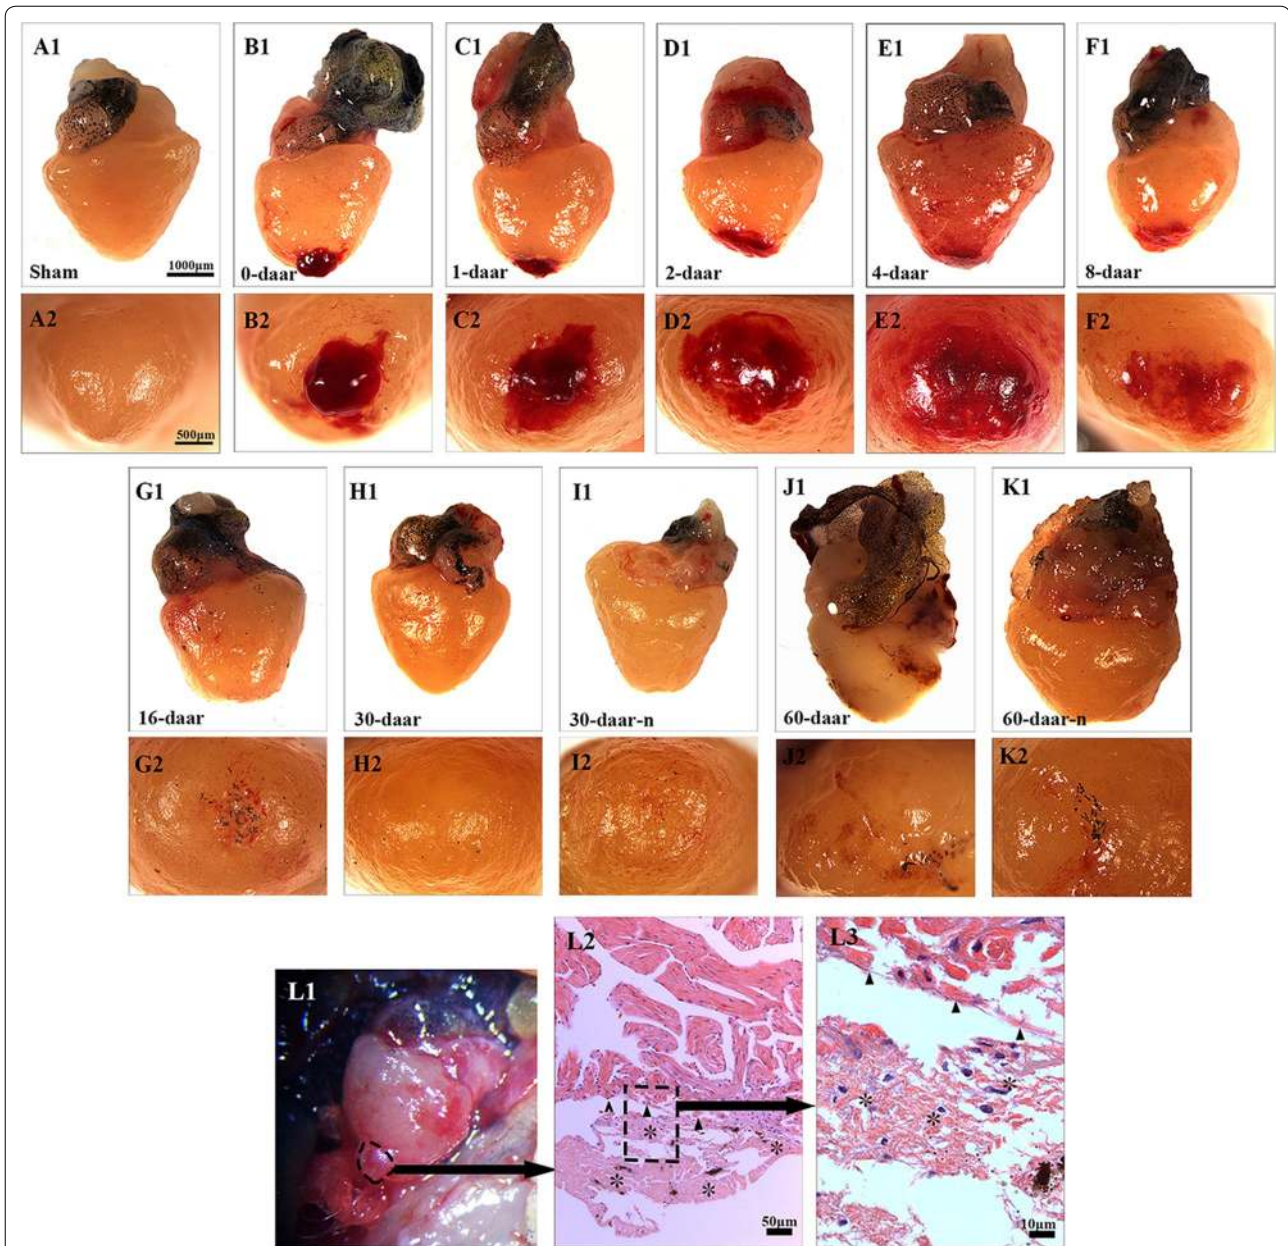 A1
B1
C1
D1
E1
F1
Sham
1000µm
0-daar
1-daar
2-daar
4-daar
8-daar
A2
B2
C2
D2
E2
F2
500µm
G1
H1
I1
J1
K1
16-daar
30-daar
30-daar-n
60-daar
60-daar-n
G2
H2
I2
J2
K2
L1
L2
L3
*
*
*
*
*
*
*
50µm
10µm